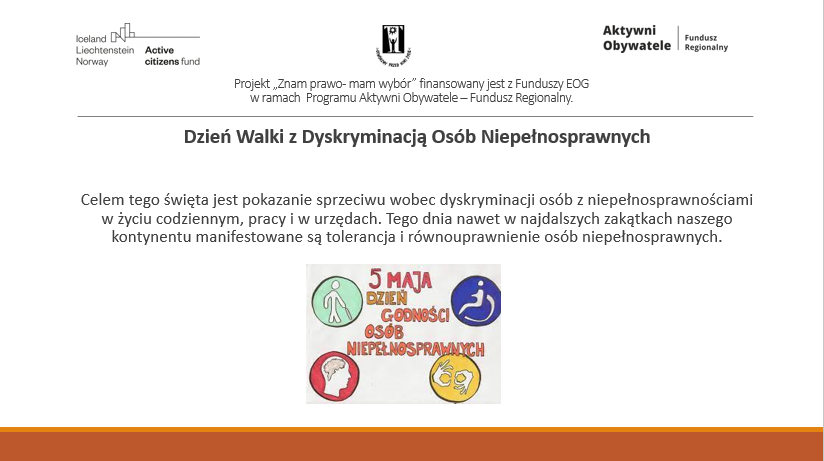 Iceland
Liechtenstein Active
Norway citizens fund
Aktywni
Obywatele
Fundusz
Regionalny
Projekt „Znam prawo- mam wybór” finansowany jest z Funduszy EOG
w ramach Programu Aktywni Obywatele – Fundusz Regionalny.
Dzień Walki z Dyskryminacją Osób Niepełnosprawnych
Celem tego święta jest pokazanie sprzeciwu wobec dyskryminacji osób z niepełnosprawnościami
w życiu codziennym, pracy i w urzędach. Tego dnia nawet w najdalszych zakątkach naszego
kontynentu manifestowane są tolerancja i równouprawnienie osób niepełnosprawnych.
5 MAJA
DZIEŃ
GODNOŚCI
OSÓB
NIEPEŁNOSPRAWNYCH